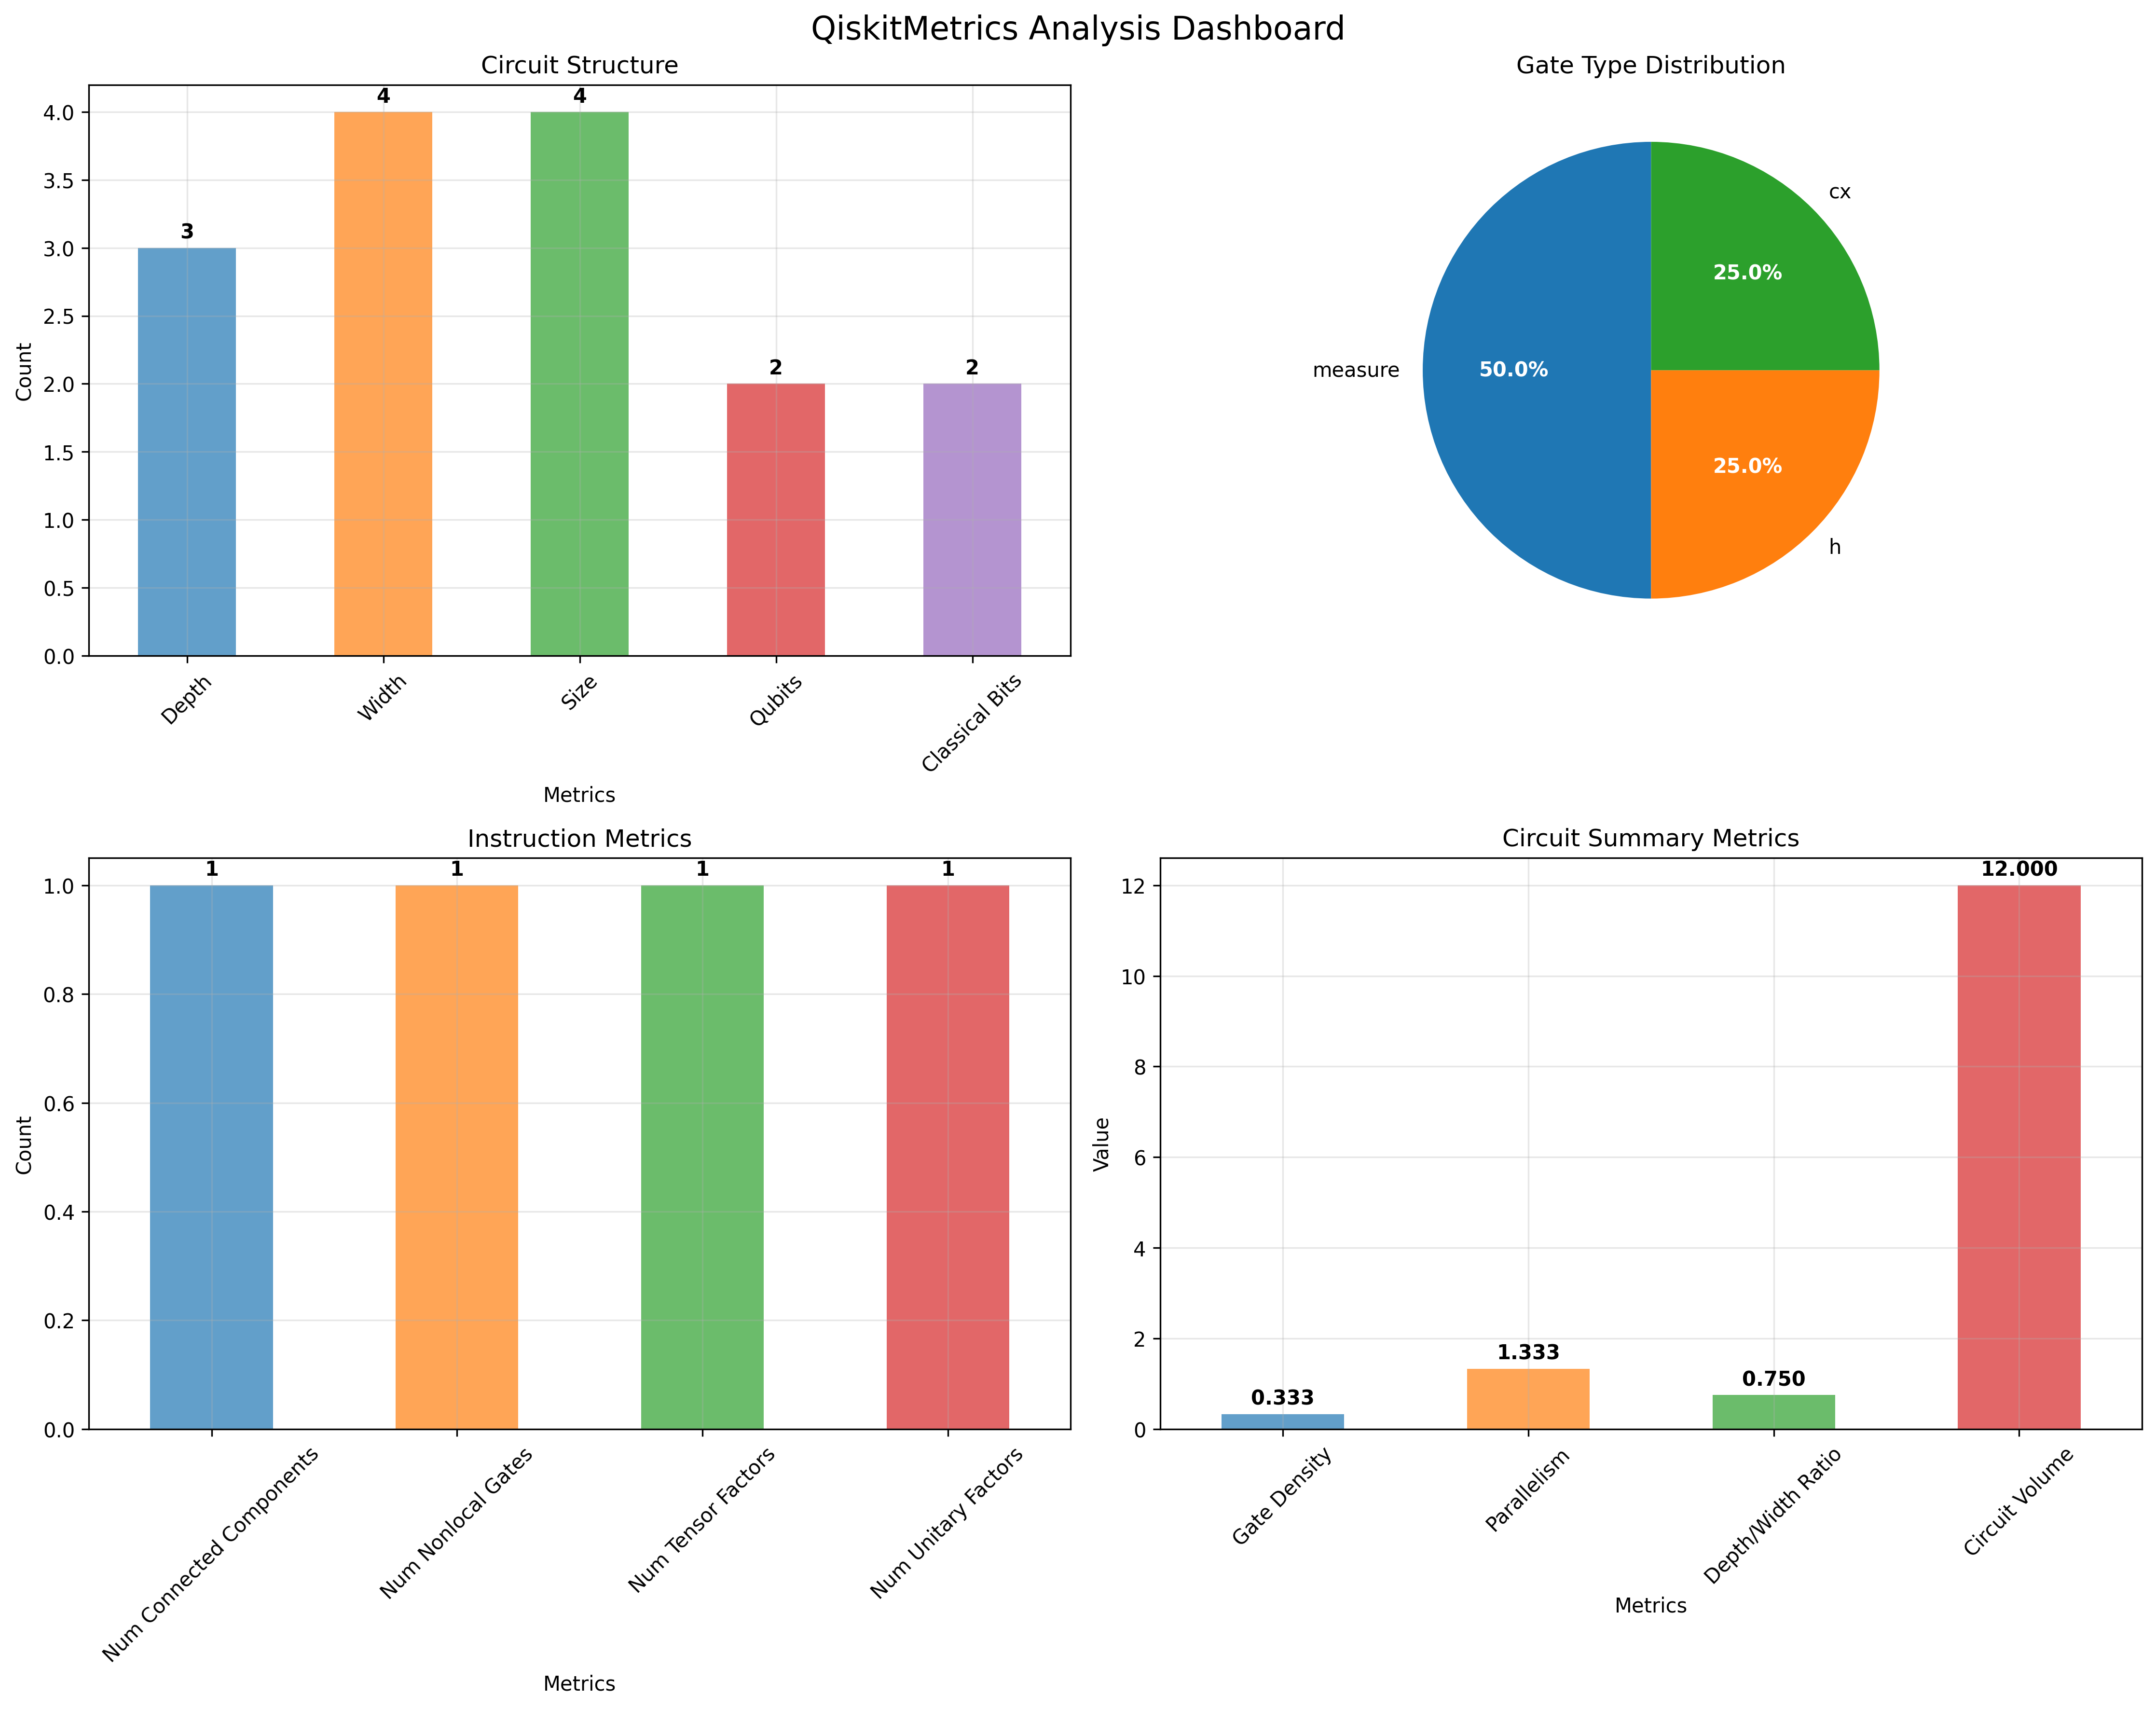 QiskitMetrics Analysis Dashboard
Circuit Structure
4.0
3.5
3.0
2.5
2.0
1.5
1.0
0.5
0.0
Count
3
4
4
2
2
Depth
Width
Size
Qubits
Classical Bits
Metrics
Gate Type Distribution
cx
25.0%
measure
50.0%
25.0%
h
Instruction Metrics
1.0
0.8
0.6
0.4
0.2
0.0
Count
1
1
1
1
Num Connected Components
Num Nonlocal Gates
Num Tensor Factors
Num Unitary Factors
Metrics
Circuit Summary Metrics
12
10
8
6
4
2
0
Value
0.333
1.333
0.750
12.000
Gate Density
Parallelism
Depth/Width Ratio
Circuit Volume
Metrics